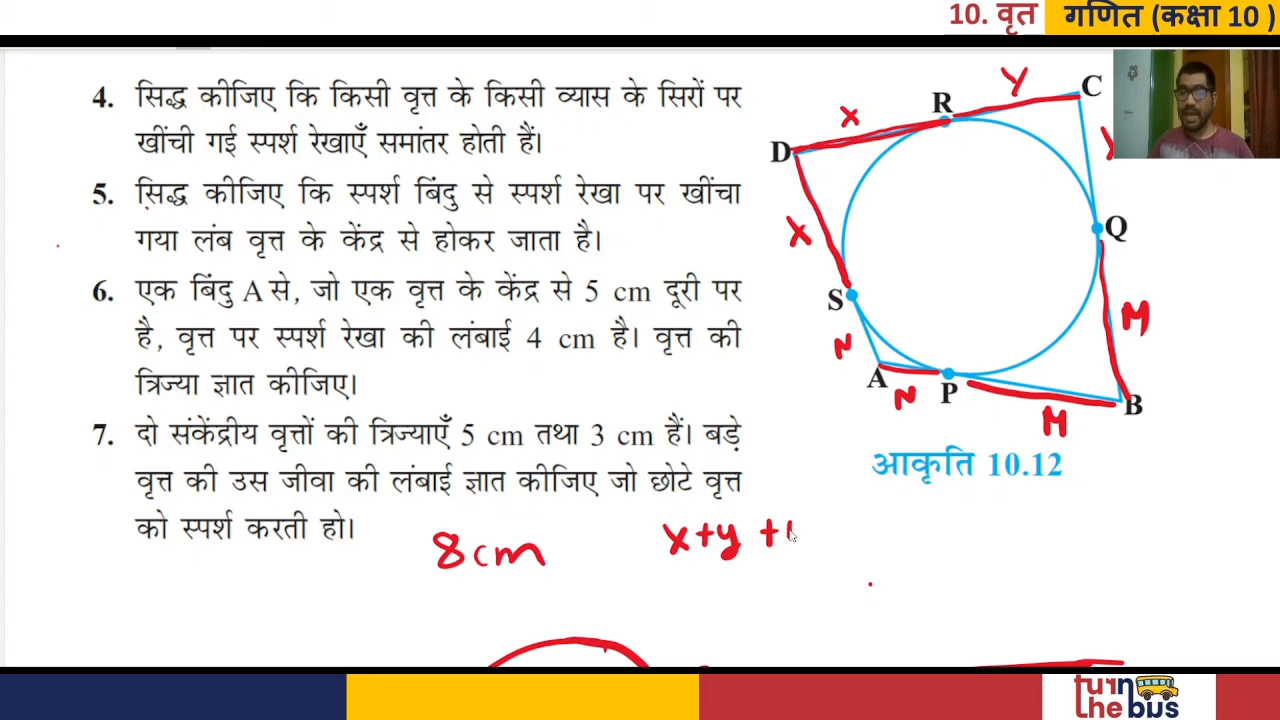 10. वृत
गणित (कक्षा 10 )
4. सिद्ध कीजिए कि किसी वृत्त के किसी व्यास के सिरों पर
खींची गई स्पर्श रेखाएँ समांतर होती हैं।
5. सिद्ध कीजिए कि स्पर्श बिंदु से स्पर्श रेखा पर खींचा
गया लंब वृत्त के केंद्र से होकर जाता है।
6. एक बिंदु A से, जो एक वृत्त के केंद्र से 5 cm दूरी पर
है, वृत्त पर स्पर्श रेखा की लंबाई 4 cm है। वृत्त की
त्रिज्या ज्ञात कीजिए।
7. दो संकेंद्रीय वृत्तों की त्रिज्याएँ 5 cm तथा 3 cm हैं। बड़े
वृत्त की उस जीवा की लंबाई ज्ञात कीजिए जो छोटे वृत्त
को स्पर्श करती हो।
8 cm
x+y +
Y
C
R
X
D
Q
X
S
M
N
A
N
P
M
B
आकृति 10.12
turn
the bus